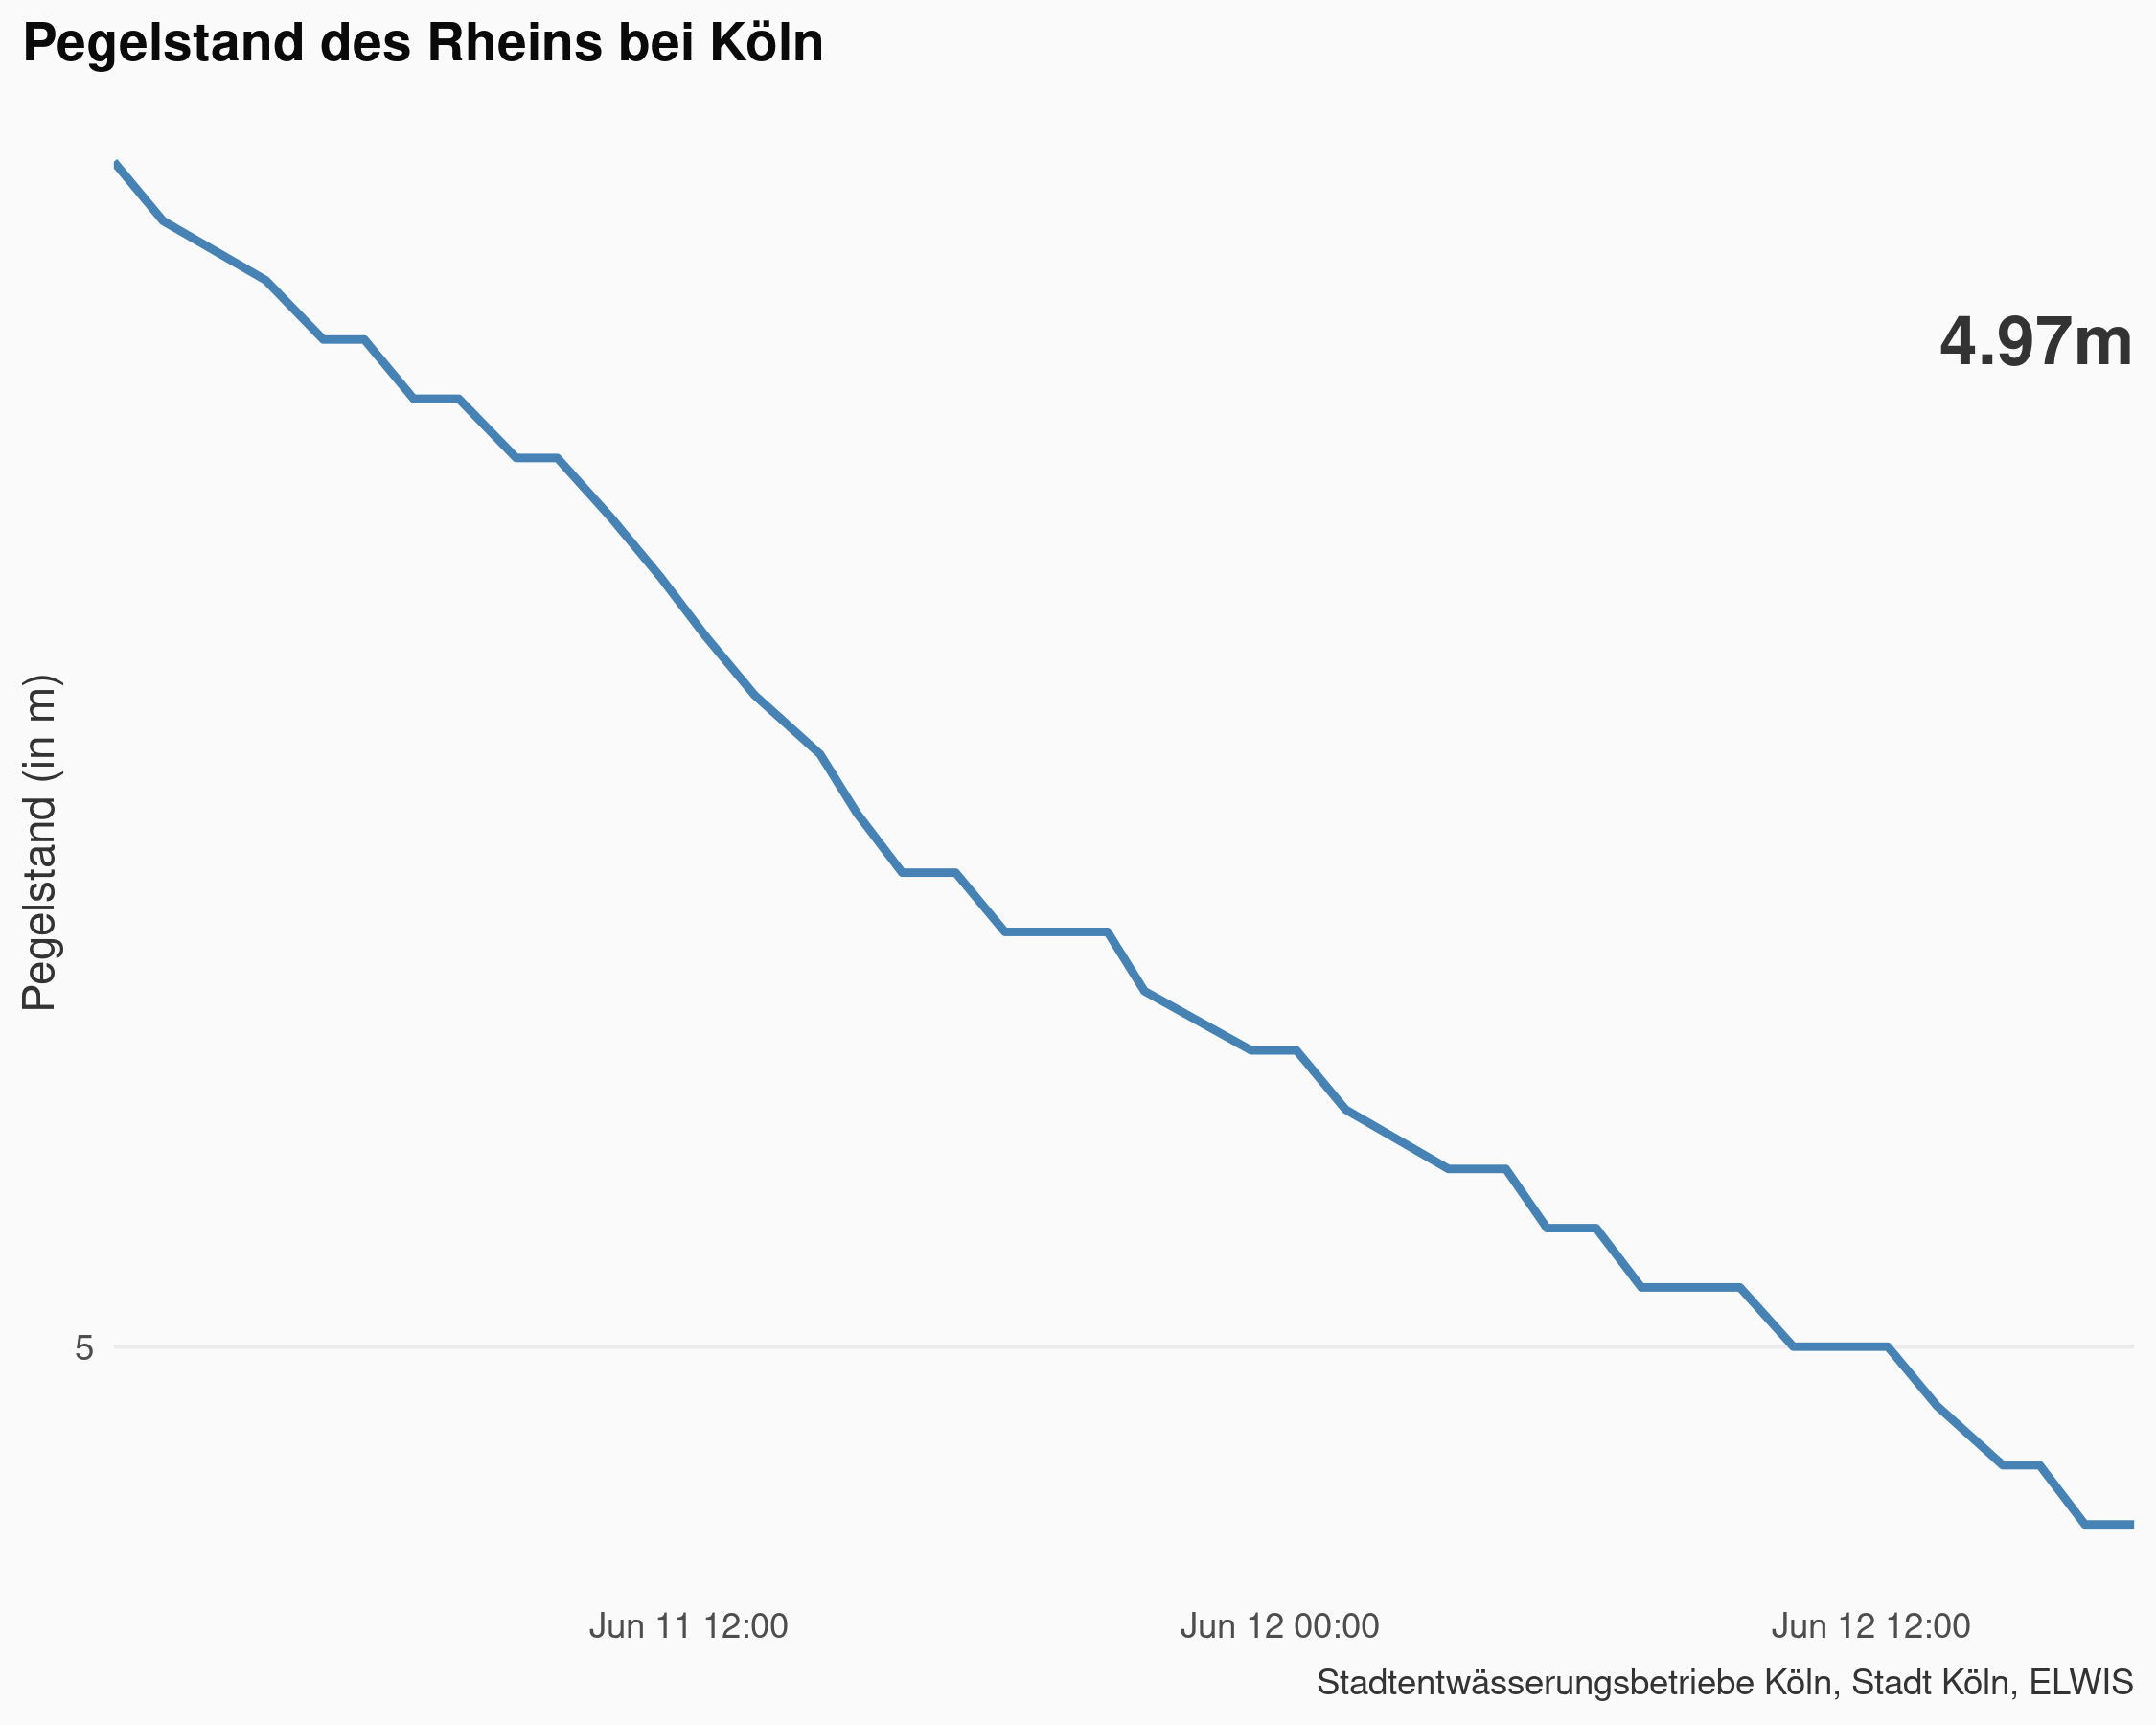 Pegelstand des Rheins bei Köln
4.97m
Pegelstand (in m)
5
Jun 11 12:00
Jun 12 00:00
Jun 12 12:00
Stadtentwässerungsbetriebe Köln, Stadt Köln, ELWIS